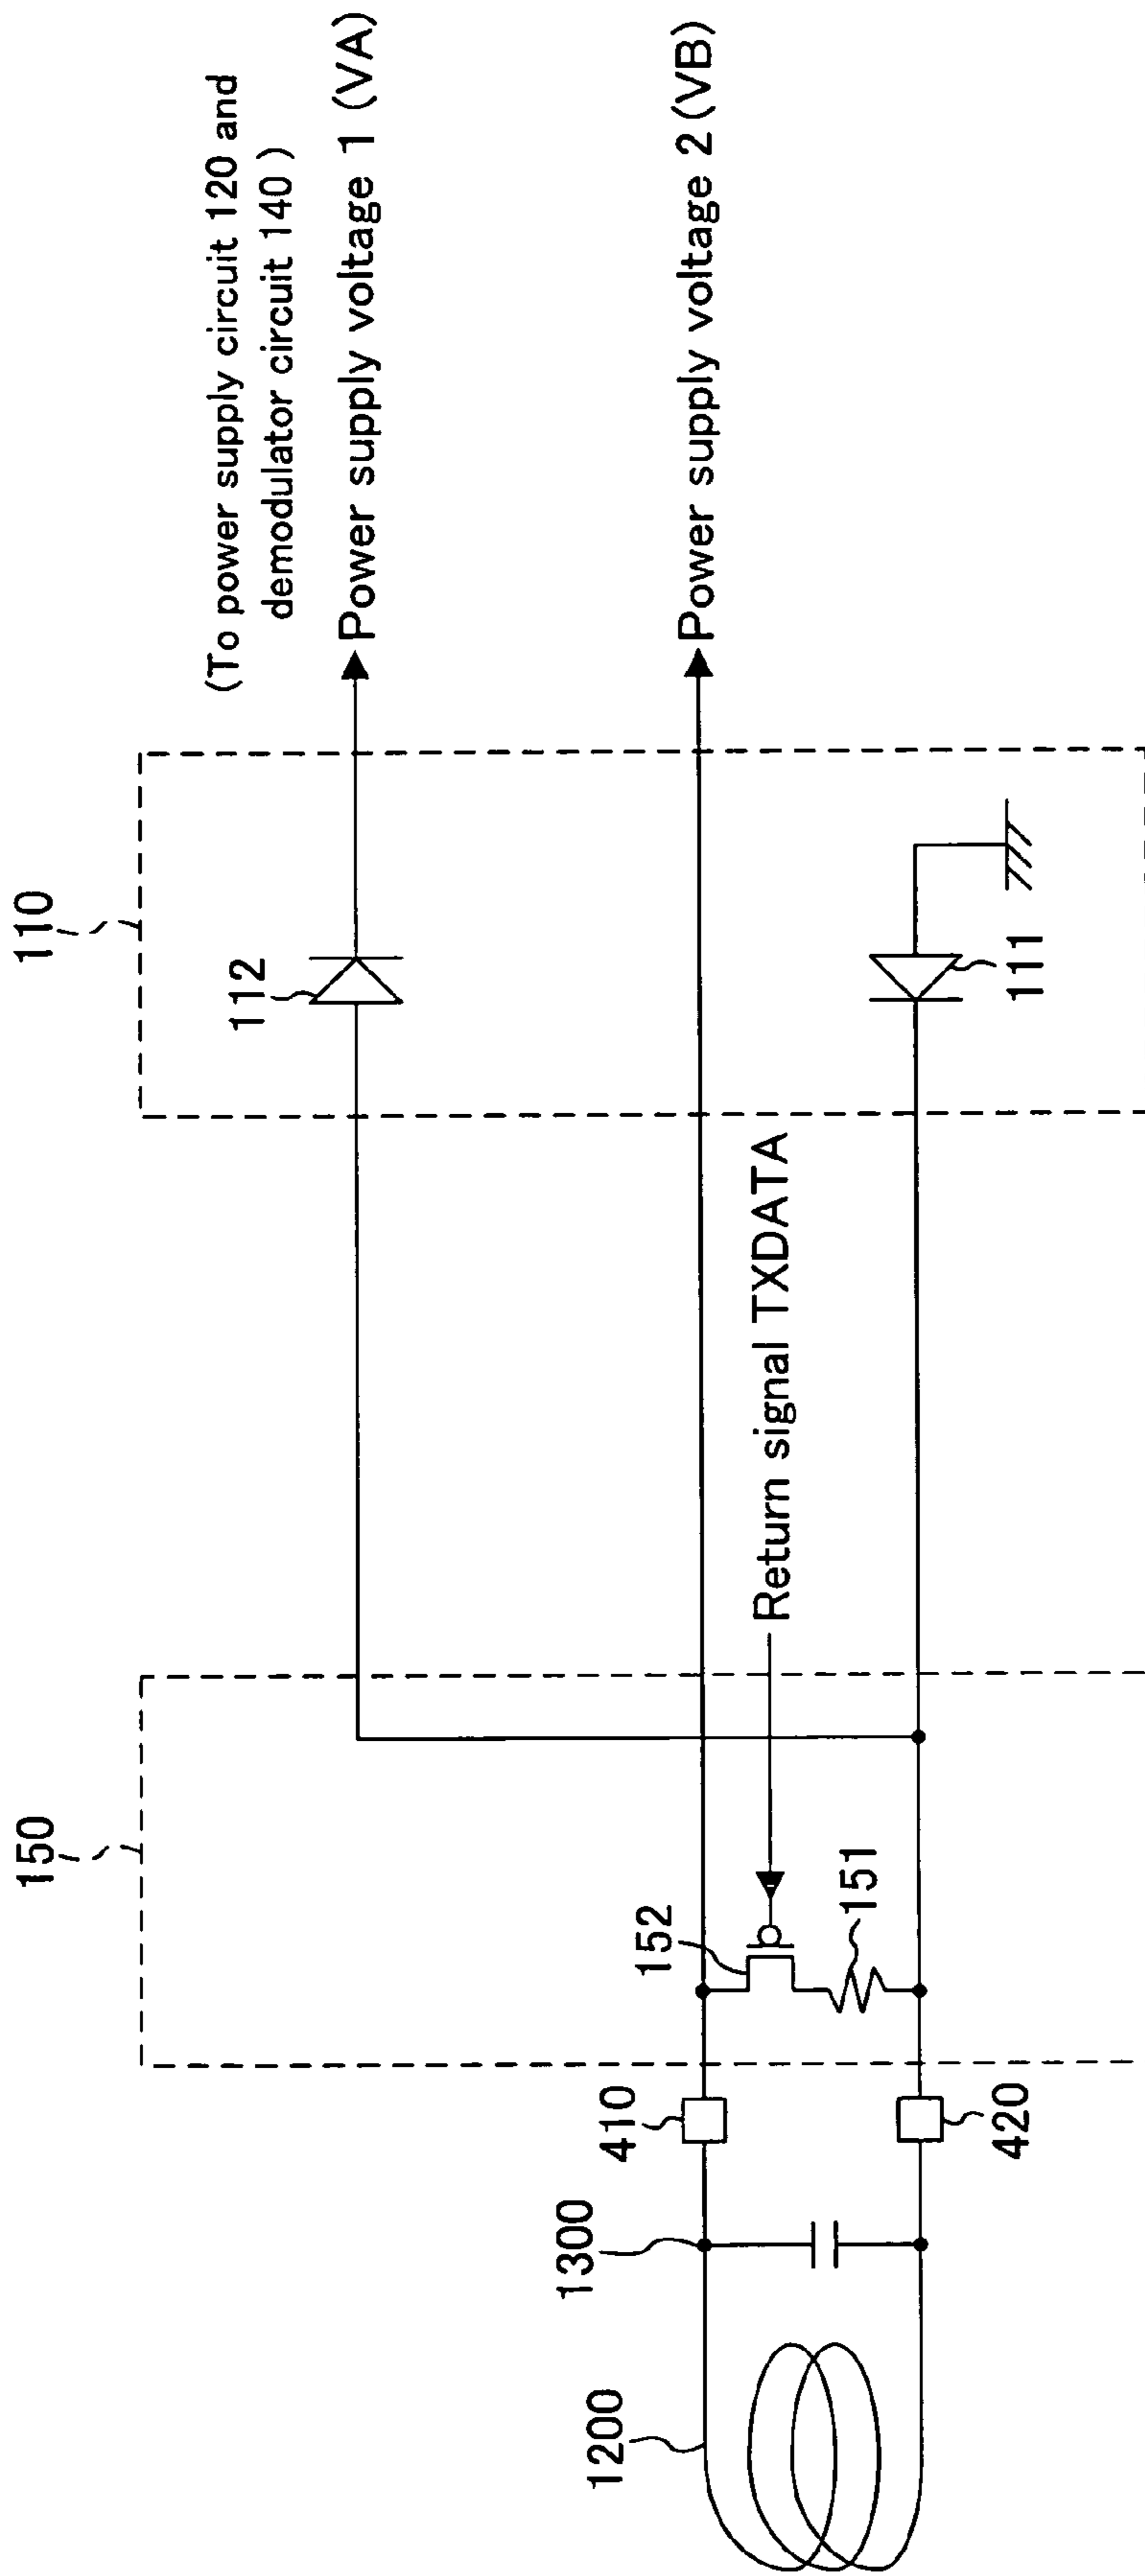 150
110
(To power supply circuit 120 and
demodulator circuit 140 )
112
Power supply voltage 1 (VA)
1300
410
152
Power supply voltage 2 (VB)
1200
Return signal TXDATA
151
420
111